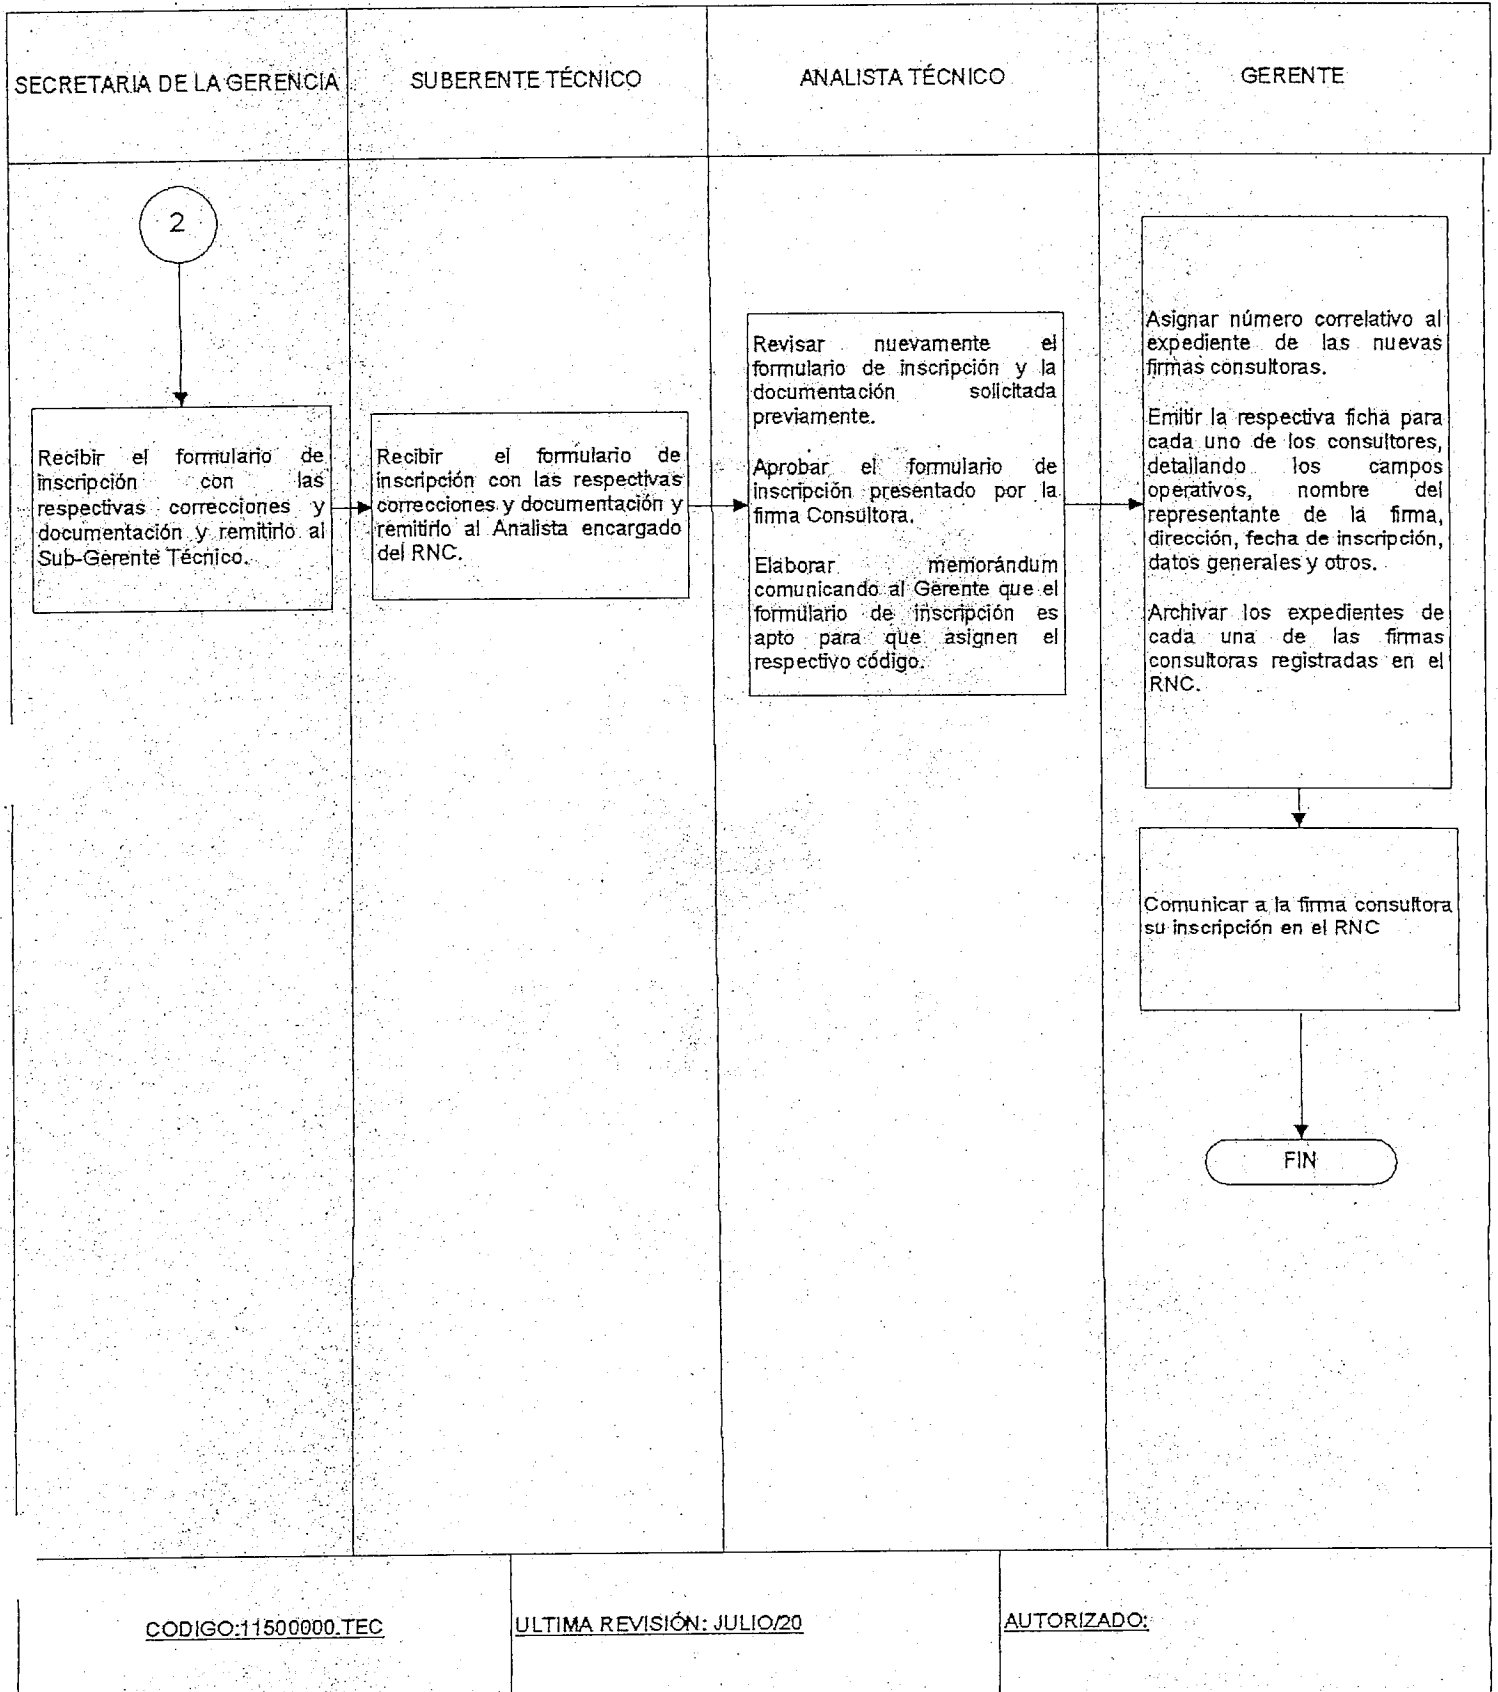 SECRETARIA DE LA GERENCIA
SUBERENTE TÉCNICO
ANALISTA TÉCNICO
GERENTE
2
Recibir el formulario de
inscripción con las
respectivas correcciones y
documentación y remitirlo al
Sub-Gerente Técnico.
Recibir el formulario de
inscripción con las respectivas
correcciones y documentación y
remitirlo al Analista encargado
del RNC.
Revisar nuevamente el
formulario de inscripción y la
documentación solicitada
previamente.
Aprobar el formulario de
inscripción presentado por la
firma Consultora.
Elaborar memorándum
comunicando al Gerente que el
formulario de inscripción es
apto para que asignen el
respectivo código.
Asignar número correlativo al
expediente de las nuevas
firmas consultoras.
Emitir la respectiva ficha para
cada uno de los consultores,
detallando los campos
operativos, nombre del
representante de la firma,
dirección, fecha de inscripción,
datos generales y otros.
Archivar los expedientes de
cada una de las firmas
consultoras registradas en el
RNC.
Comunicar a la firma consultora
su inscripción en el RNC
FIN
CODIGO:11500000.TEC
ULTIMA REVISIÓN: JULIO/20
AUTORIZADO: